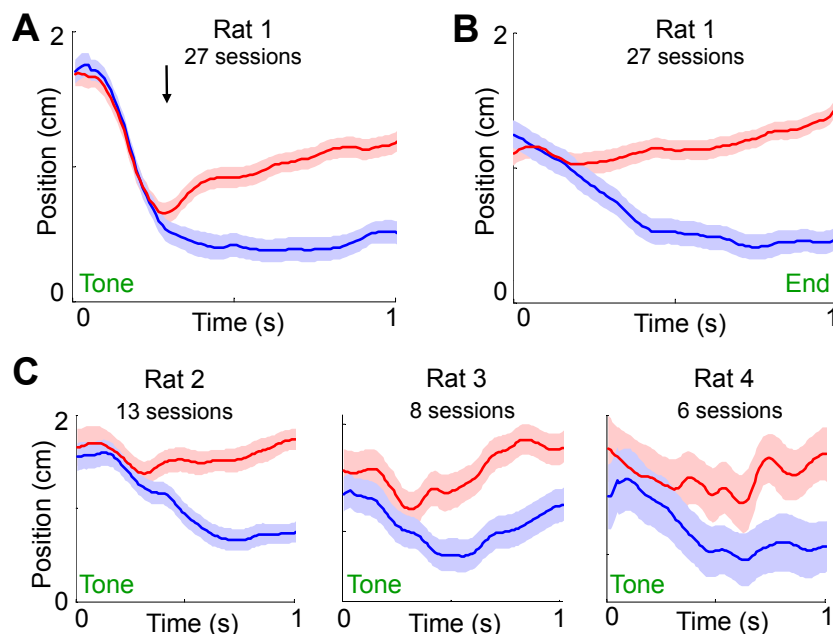 A
Rat 1
27 sessions
2
Position (cm)
0
Tone
0
Time (s)
1
B
Rat 1
27 sessions
2
Position (cm)
0
End
0
Time (s)
1
C
Rat 2
13 sessions
2
Position (cm)
0
Tone
0
Time (s)
1
Rat 3
8 sessions
Tone
0
Time (s)
1
Rat 4
6 sessions
Tone
0
Time (s)
1